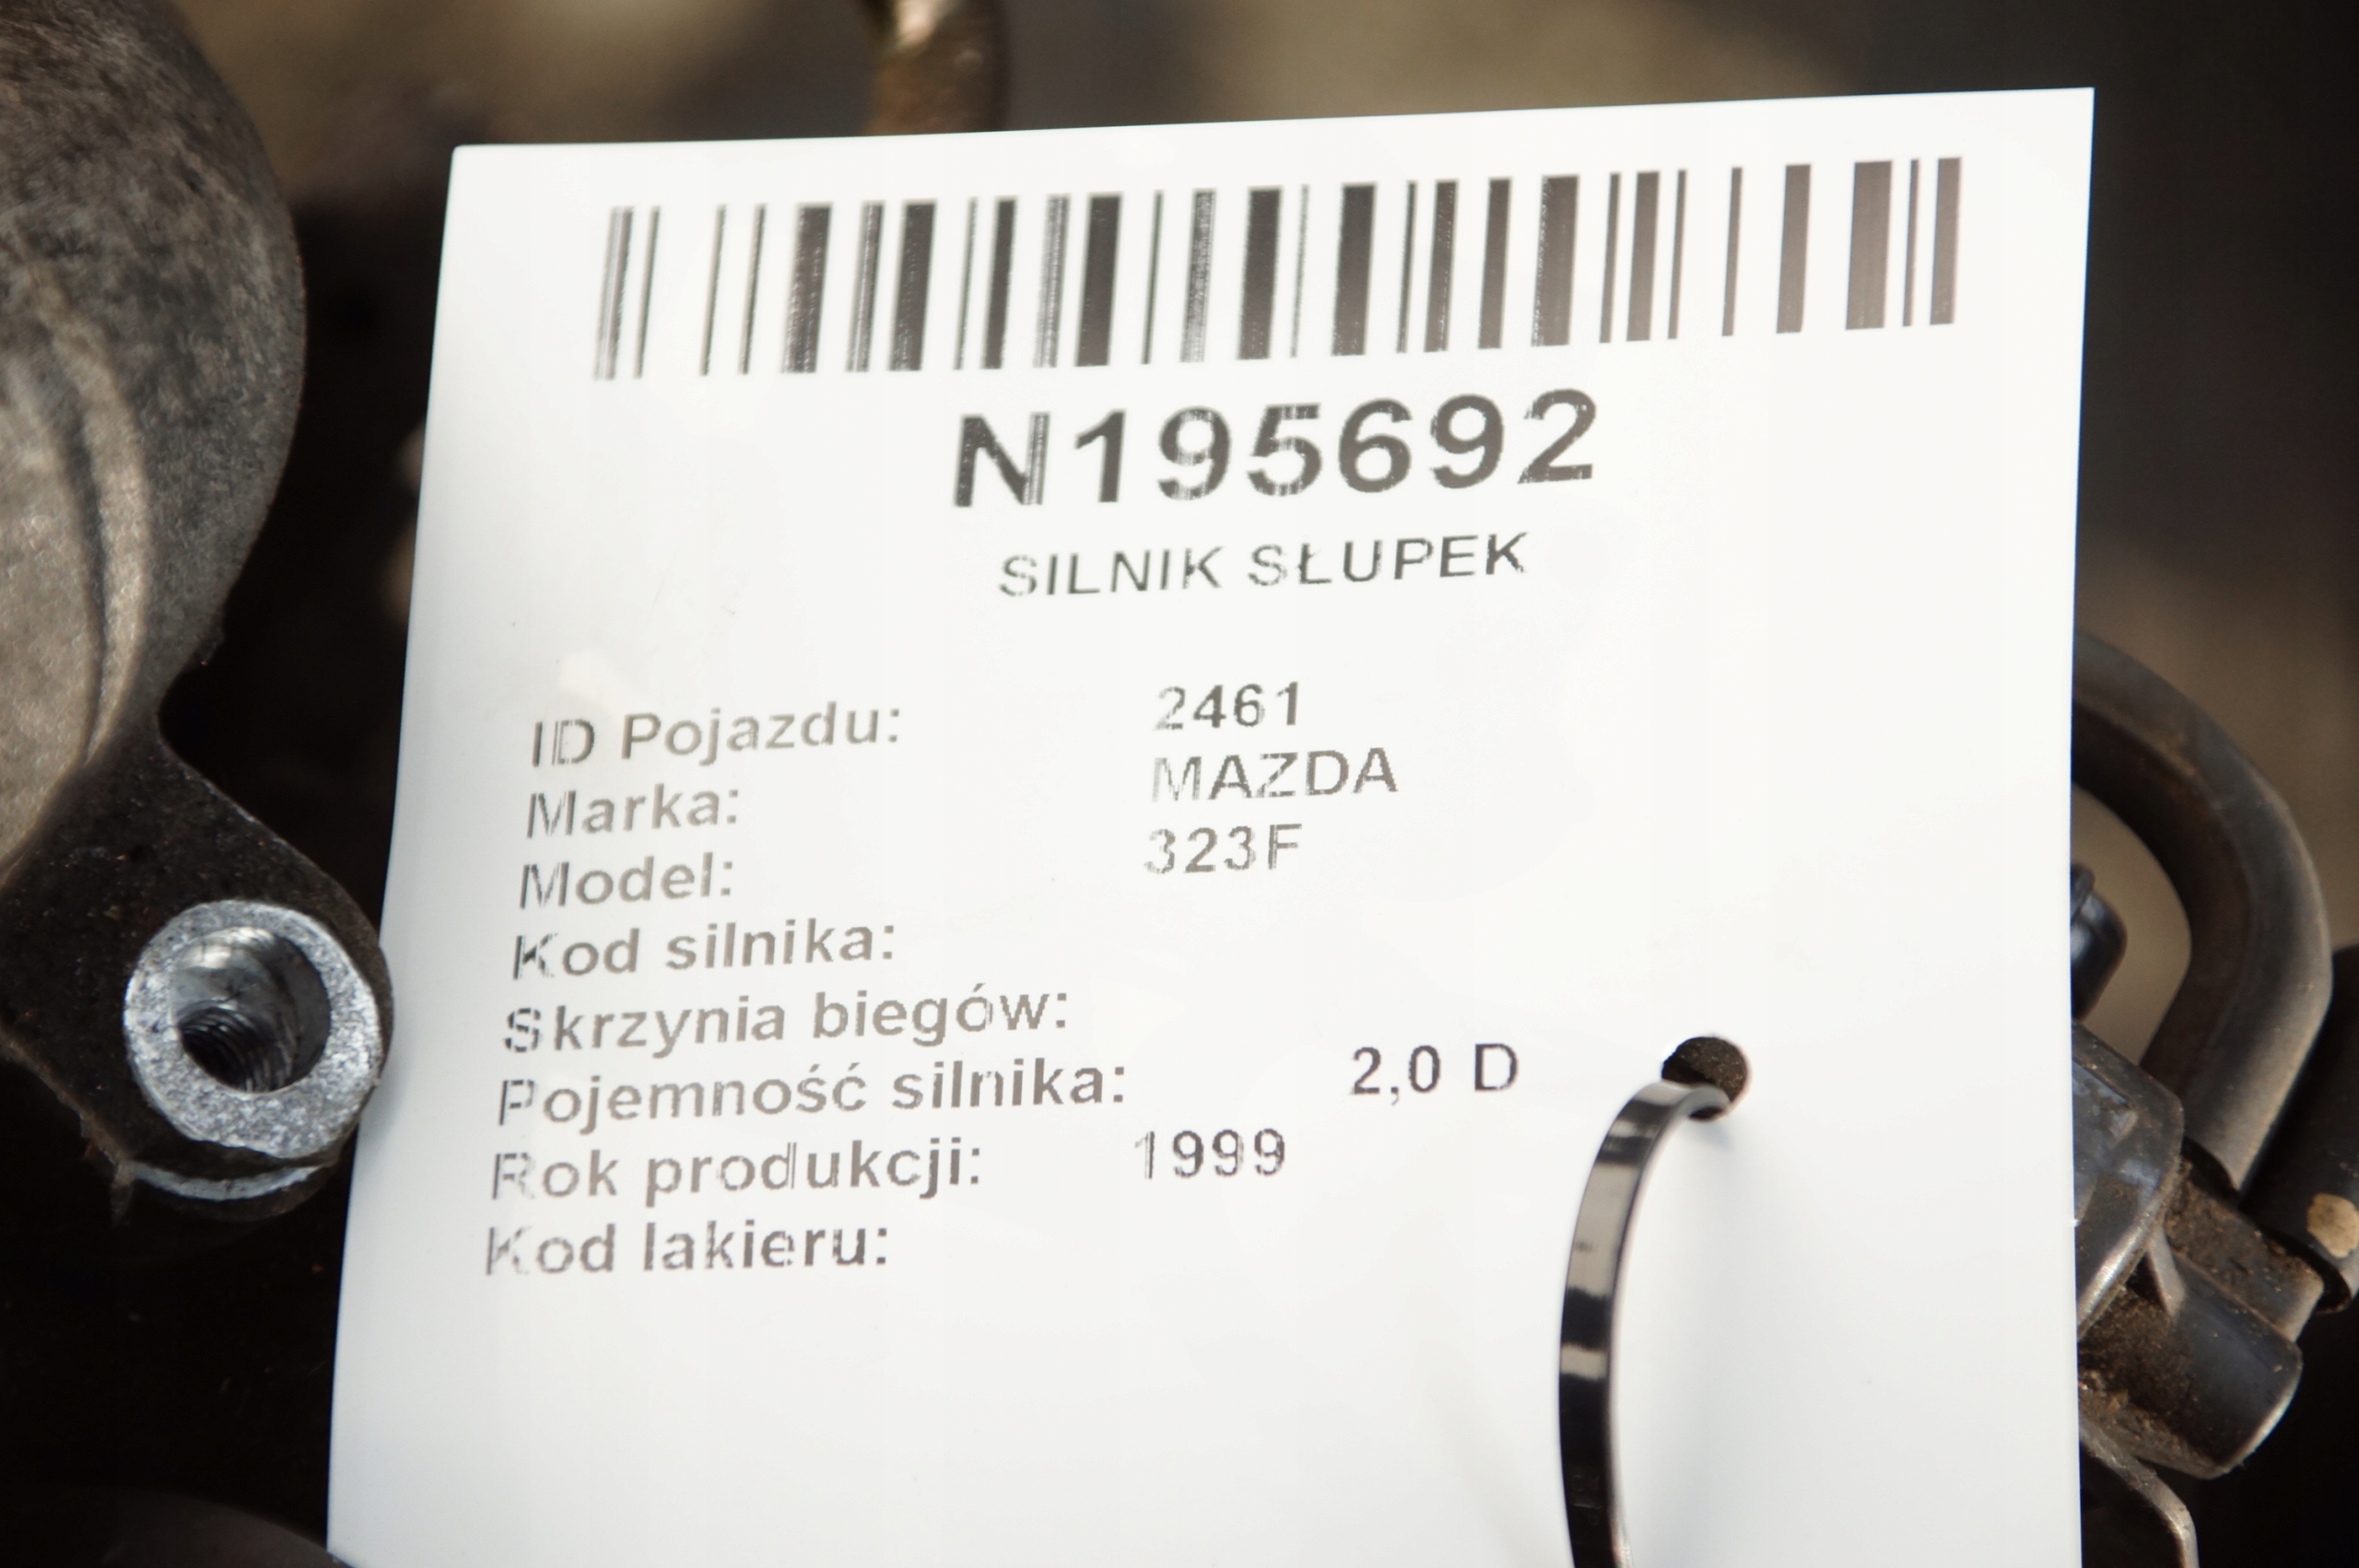 N195692
SILNIK SŁUPEK
ID Pojazdu: 2461
Marka: MAZDA
Model: 323F
Kod silnika:
Skrzynia biegów:
Pojemność silnika: 2,0 D
Rok produkcji: 1999
Kod lakieru: